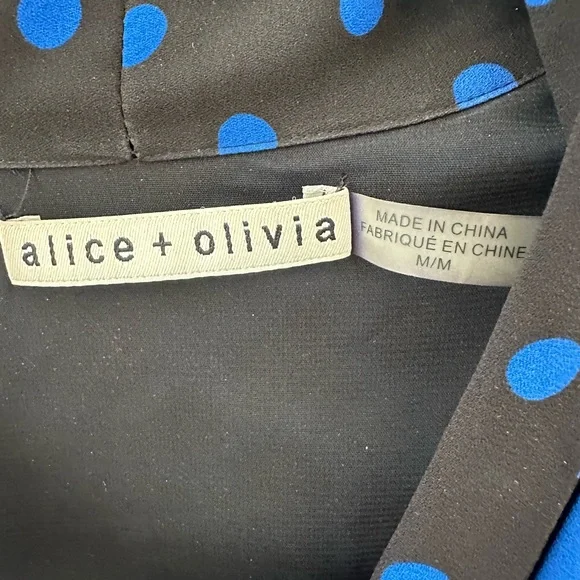 alice + olivia
MADE IN CHINA
FABRIQUÉ EN CHINE
M/M